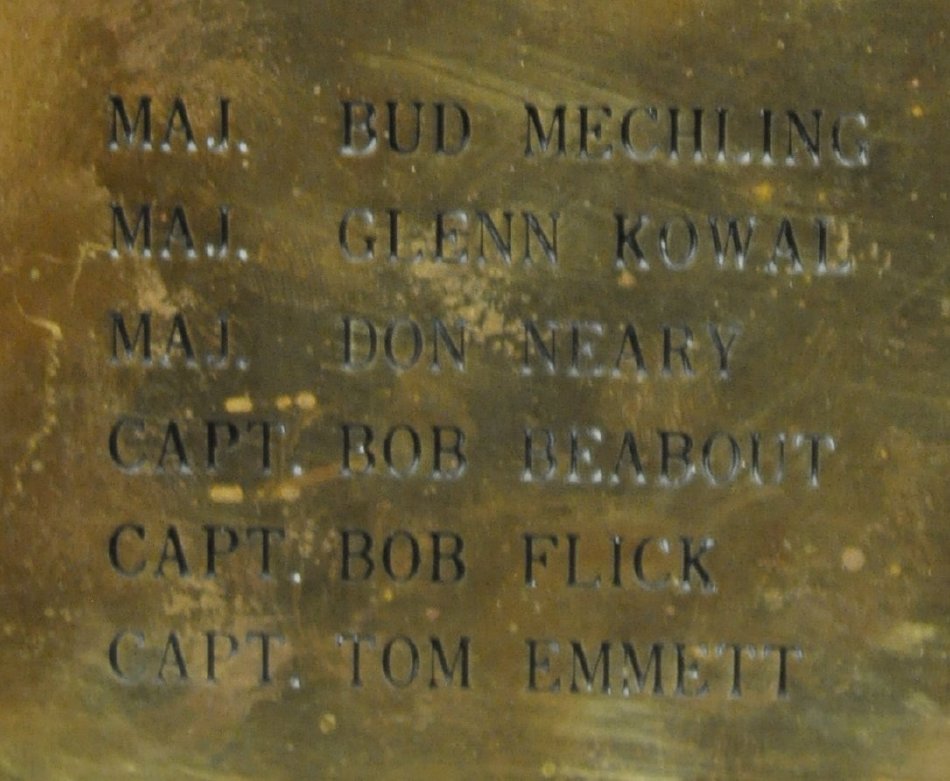 MAJ. BUD MECHLING
MAJ. GLENN KOWAL
MAJ. DON NEARY
CAPT. BOB BEABOUT
CAPT. BOB FLICK
CAPT. TOM EMMETT